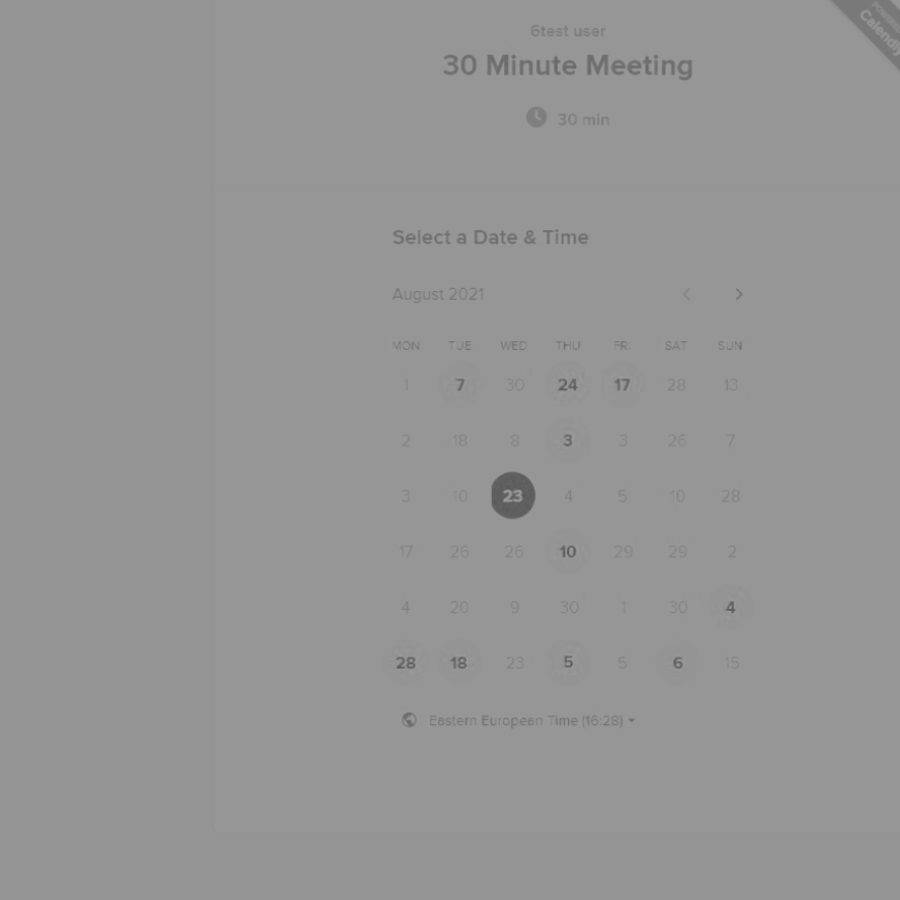 6test user
30 Minute Meeting
30 min
POWERED
Calendly
Select a Date & Time
August 2021
MON TUE WED THU FRI SAT SUN
1 7 30 24 17 28 13
2 18 8 3 3 26 7
3 10 23 4 5 10 28
17 26 26 10 29 29 2
4 20 9 30 1 30 4
28 18 23 5 5 6 15
Eastern European Time (16:28)